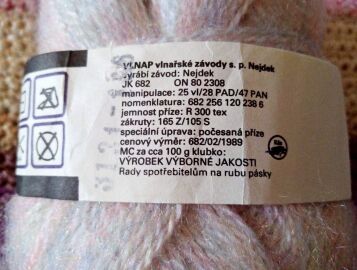 VLNAP vlnařské závody s. p. Nejdek
vyrábí závod: Nejdek
JK 682 ON 80 2308
manipulace: 25 vl/28 PAD/47 PAN
nomenklatura: 682 256 120 238 6
jemnost příze: R 300 tex
zákruty: 165 Z/105 S
speciální úprava: počesaná příze
cenový výměr: 682/02/1989
MC za cca 100 g klubko:
VÝROBEK VÝBORNÉ JAKOSTI
Rady spotřebitelům na rubu pásky